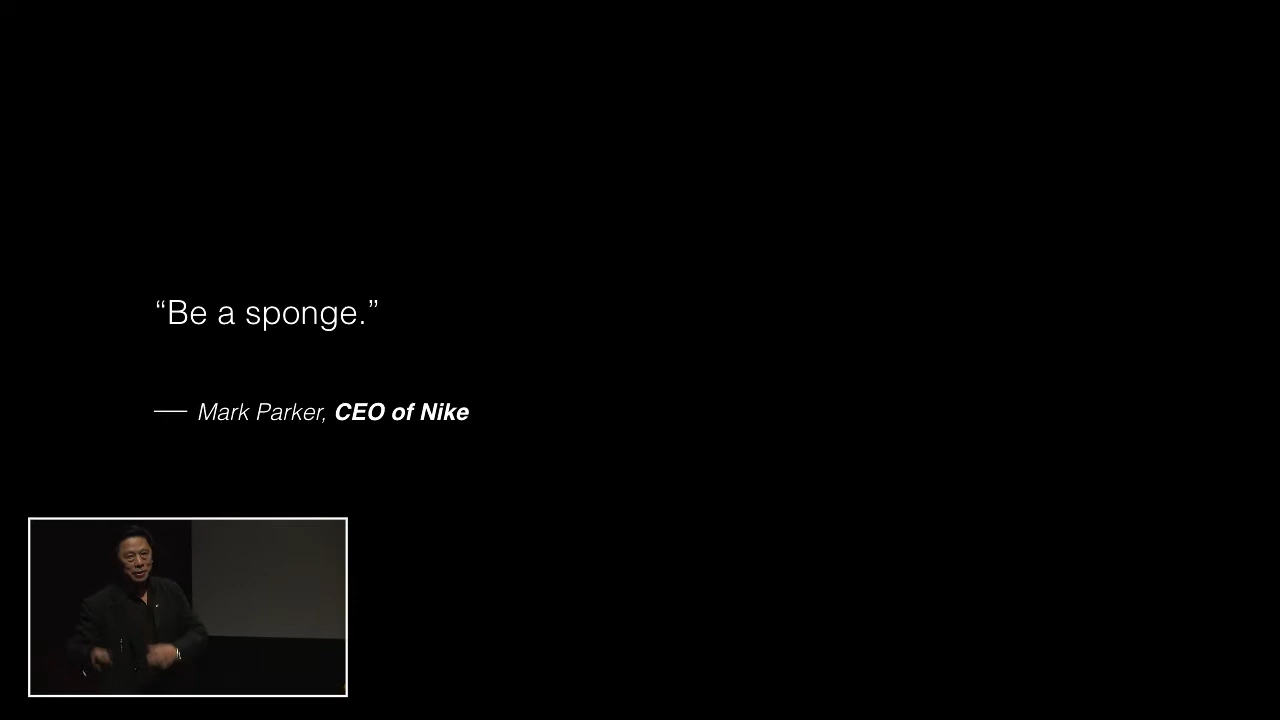 “Be a sponge.”
— Mark Parker, CEO of Nike